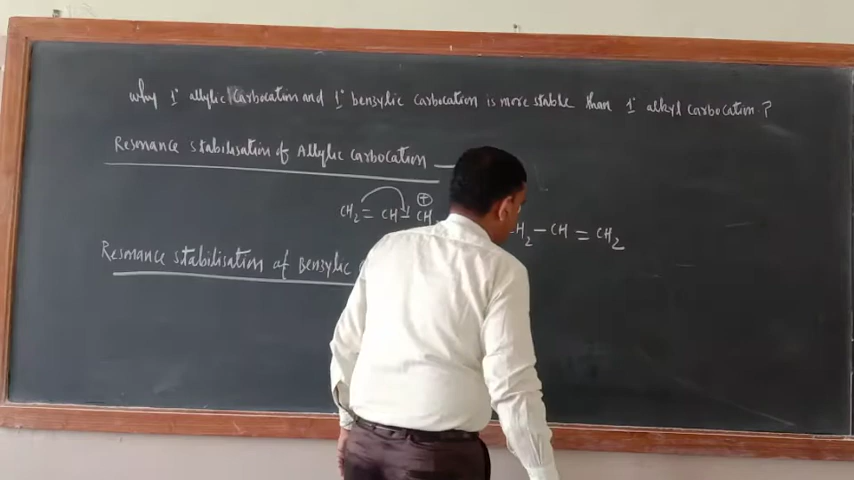 why 1° allylic carbocation and 1° benzylic carbocation is more stable than 1° alkyl carbocation?
Resonance stabilisation of Allylic carbocation —
CH₂ = CH – CH H₂ – CH = CH₂
⊕
Resonance stabilisation of Benzylic